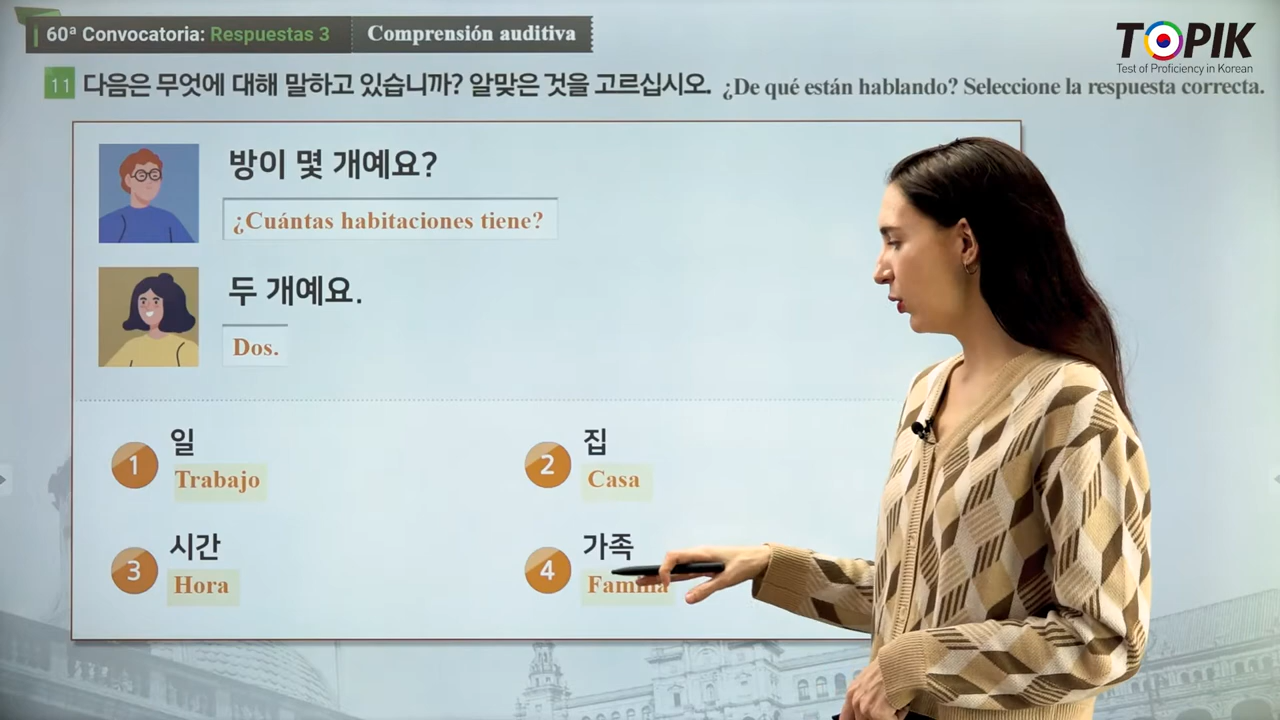 60ª Convocatoria: Respuestas 3
Comprensión auditiva
TOPIK
Test of Proficiency in Korean
11 다음은 무엇에 대해 말하고 있습니까? 알맞은 것을 고르십시오. ¿De qué están hablando? Seleccione la respuesta correcta.
방이 몇 개예요?
¿Cuántas habitaciones tiene?
두 개예요.
Dos.
1 일
Trabajo
2 집
Casa
3 시간
Hora
4 가족
Familia